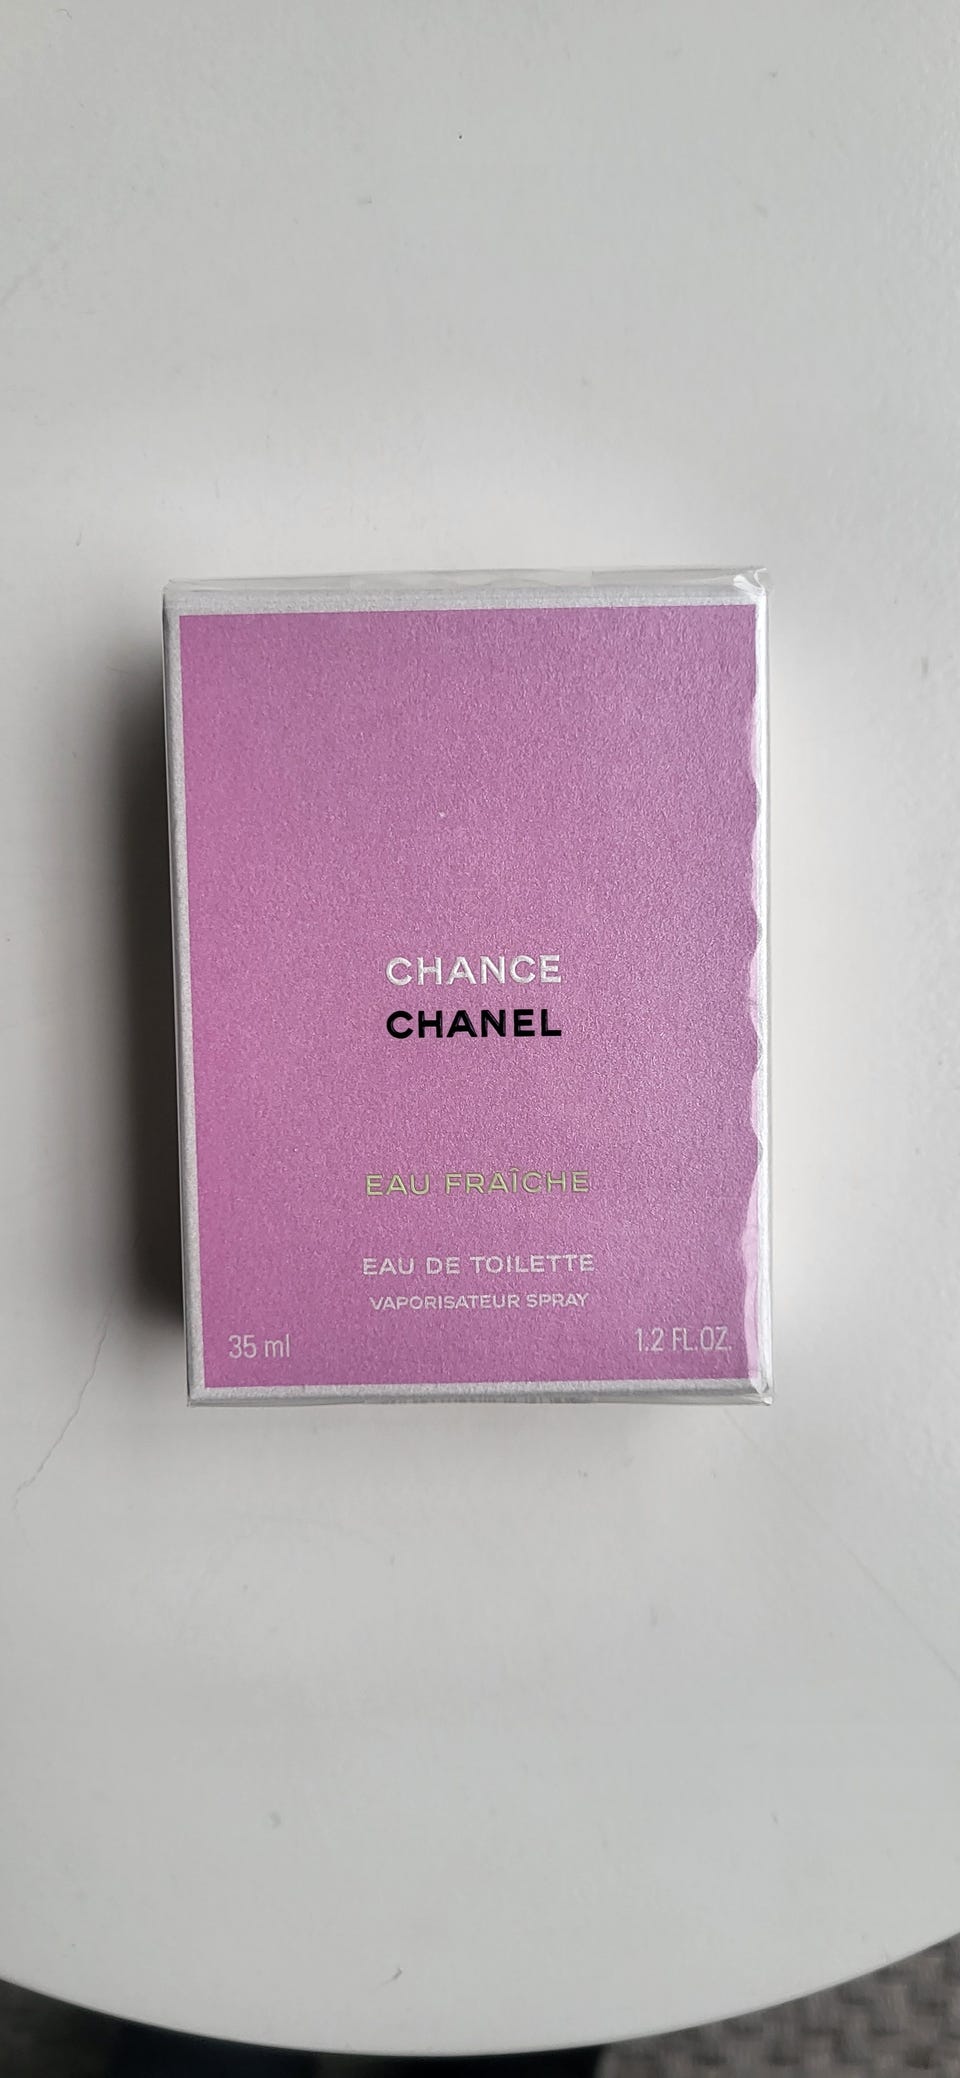 CHANCE
CHANEL
EAU FRAÎCHE
EAU DE TOILETTE
VAPORISATEUR SPRAY
35 ml 1.2 FL.OZ.